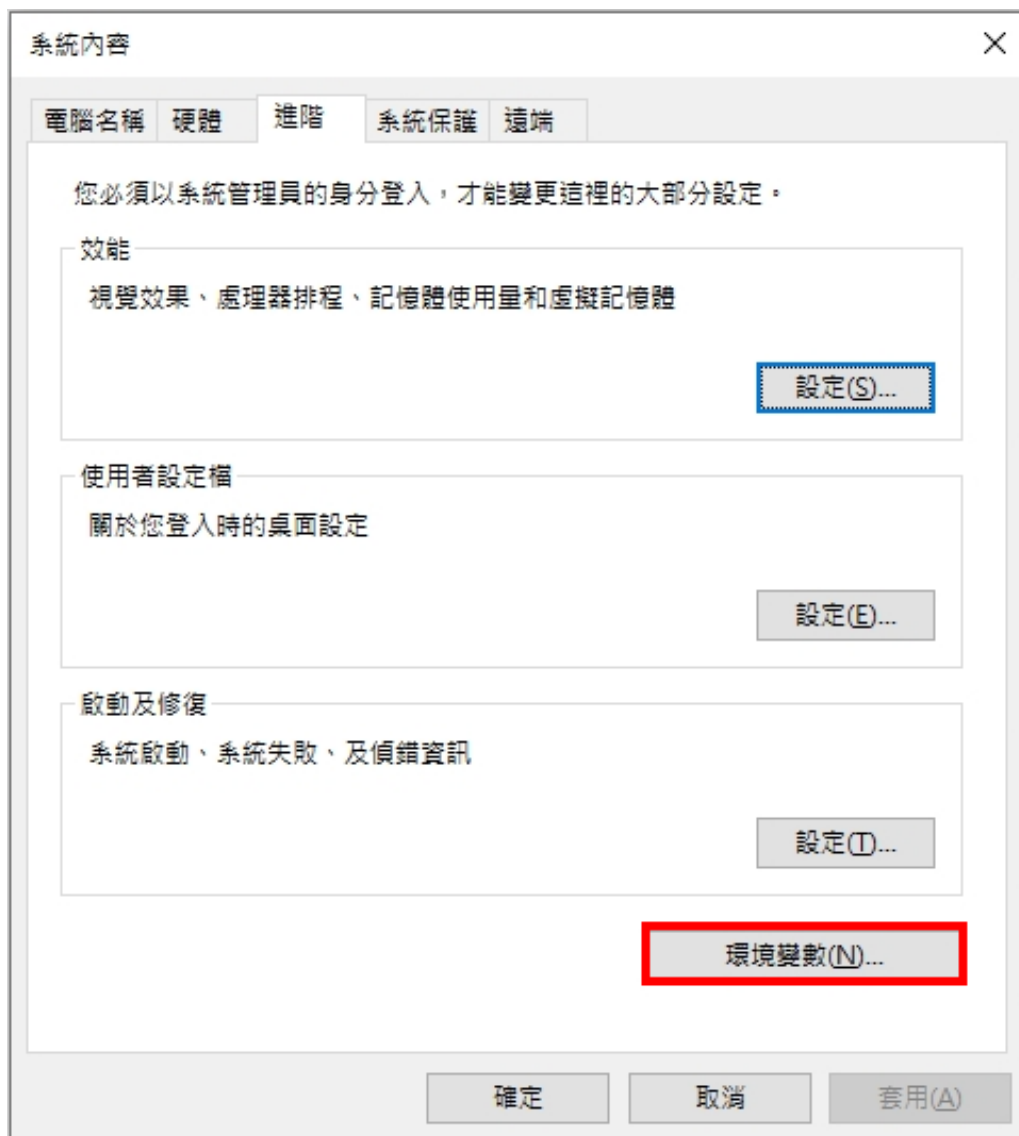 系統內容
電腦名稱 硬體 進階 系統保護 遠端
您必須以系統管理員的身分登入，才能變更這裡的大部分設定。
效能
視覺效果、處理器排程、記憶體使用量和虛擬記憶體
設定(S)...
使用者設定檔
關於您登入時的桌面設定
設定(E)...
啟動及修復
系統啟動、系統失敗、及偵錯資訊
設定(T)...
環境變數(N)...
確定 取消 套用(A)